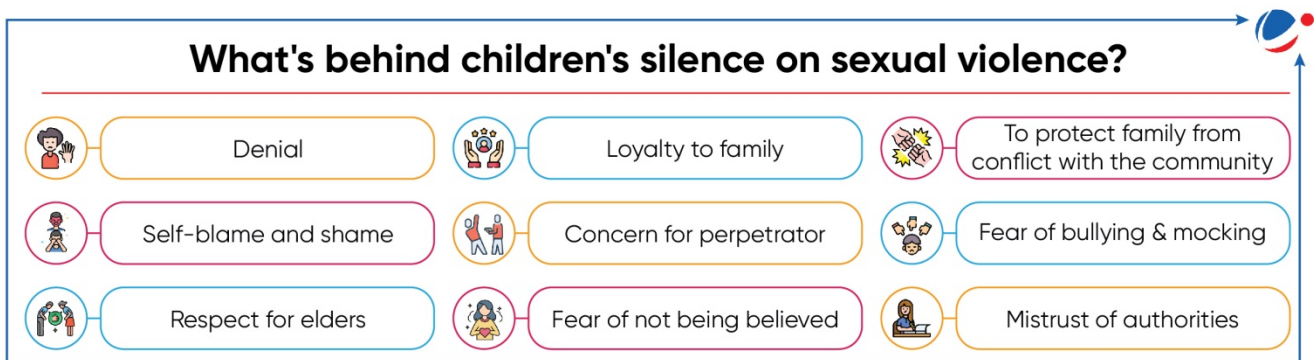 What's behind children's silence on sexual violence?
Denial
Loyalty to family
To protect family from
conflict with the community
Self-blame and shame
Concern for perpetrator
Fear of bullying & mocking
Respect for elders
Fear of not being believed
Mistrust of authorities